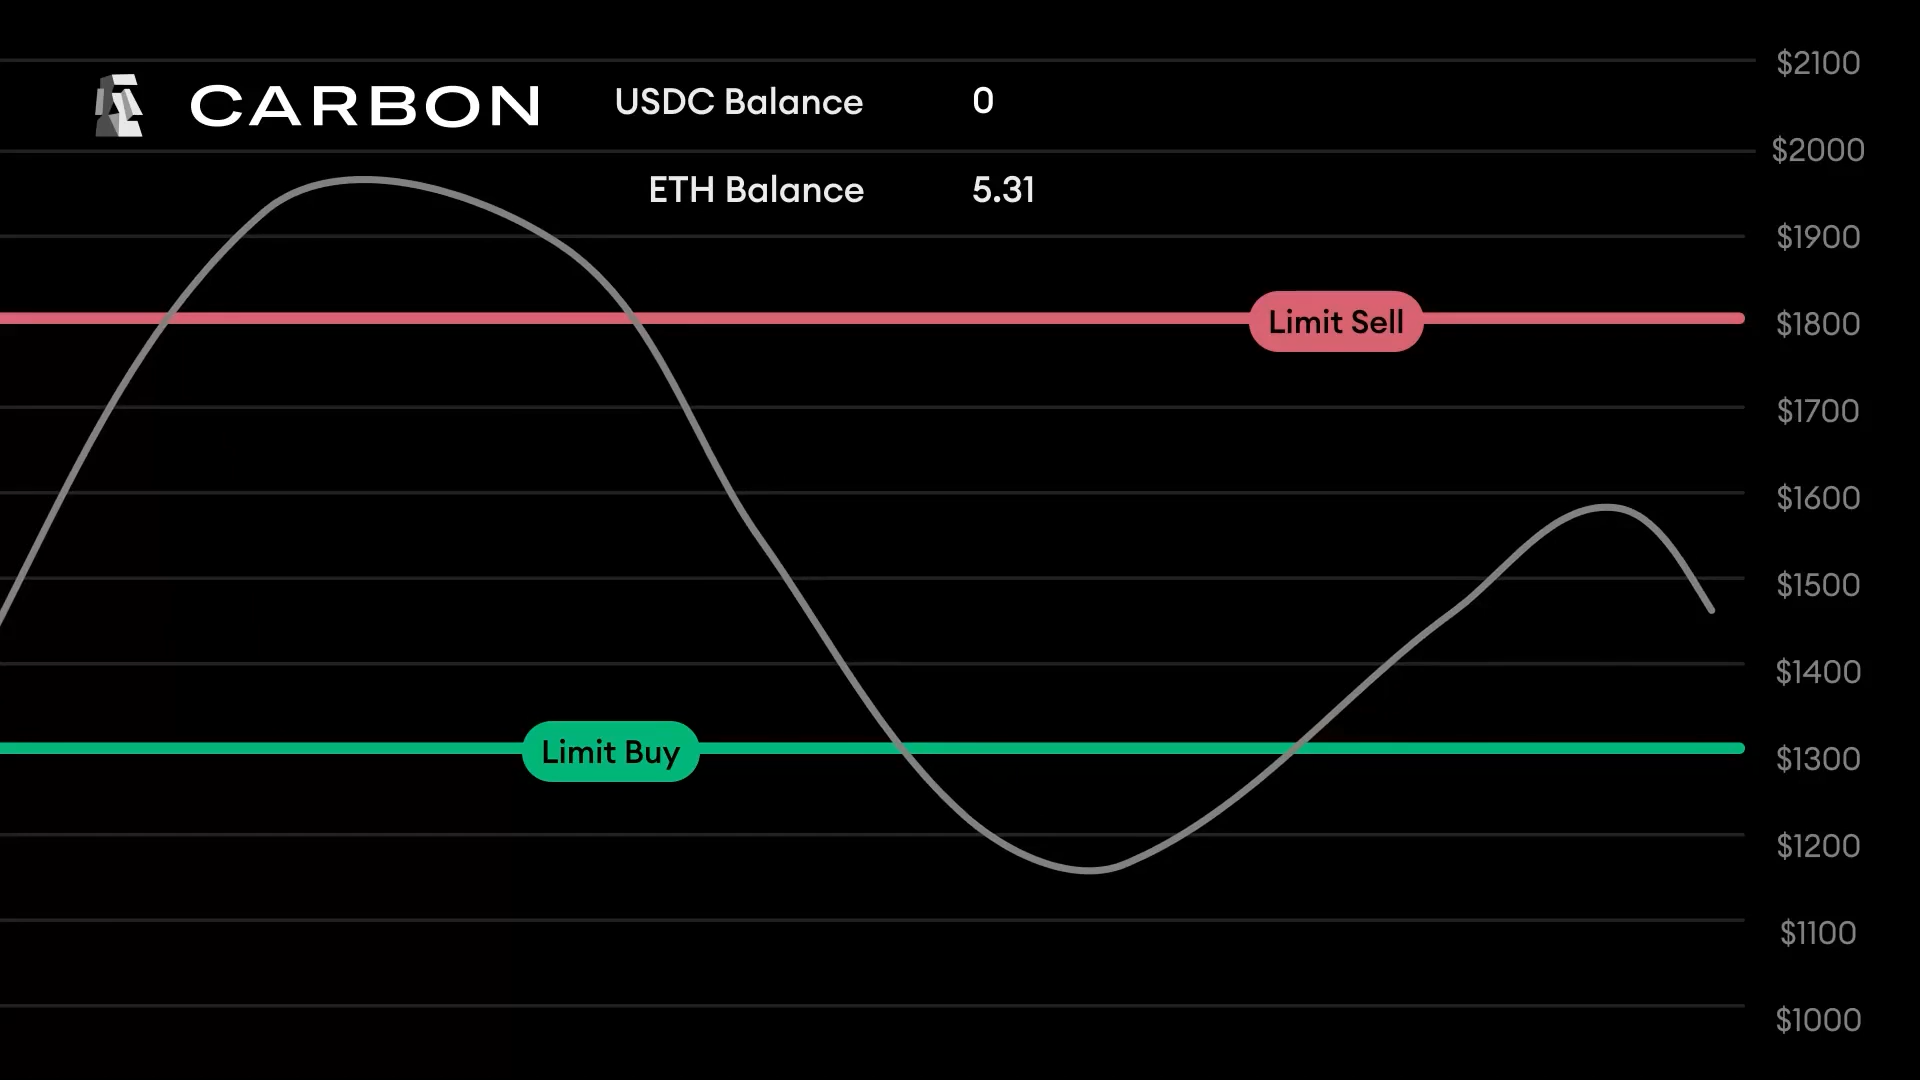 CARBON
USDC Balance 0
ETH Balance 5.31
Limit Sell
Limit Buy
$2100
$2000
$1900
$1800
$1700
$1600
$1500
$1400
$1300
$1200
$1100
$1000